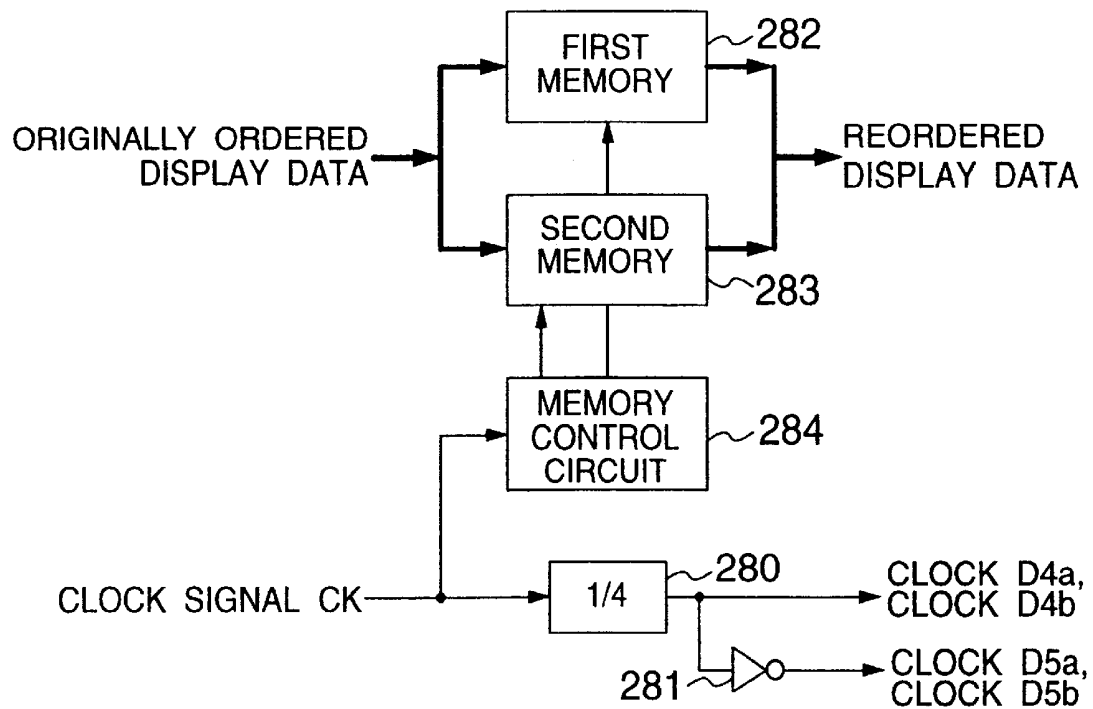 282
FIRST
MEMORY
ORIGINALLY ORDERED
DISPLAY DATA
REORDERED
DISPLAY DATA
SECOND
MEMORY
283
MEMORY
CONTROL
CIRCUIT
284
CLOCK SIGNAL CK
1/4
280
CLOCK D4a,
CLOCK D4b
281
CLOCK D5a,
CLOCK D5b